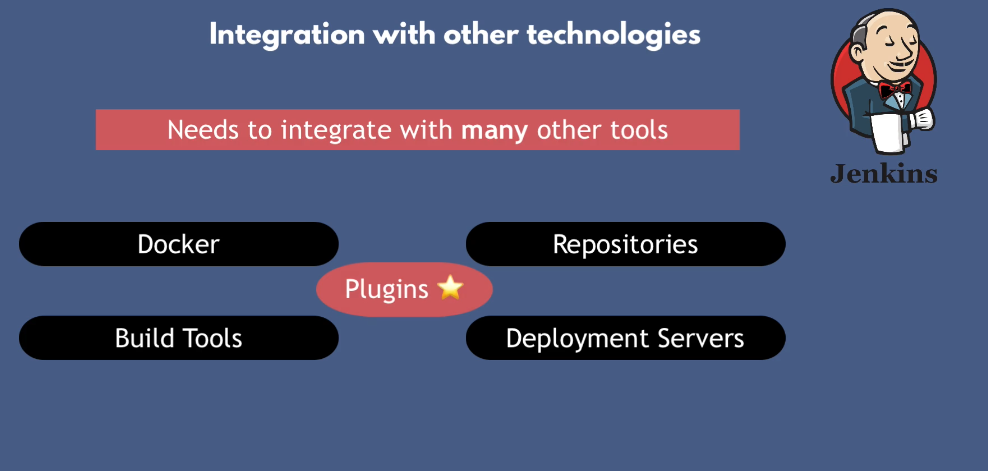 Integration with other technologies
Needs to integrate with many other tools
Jenkins
Docker
Repositories
Plugins ⭐
Build Tools
Deployment Servers